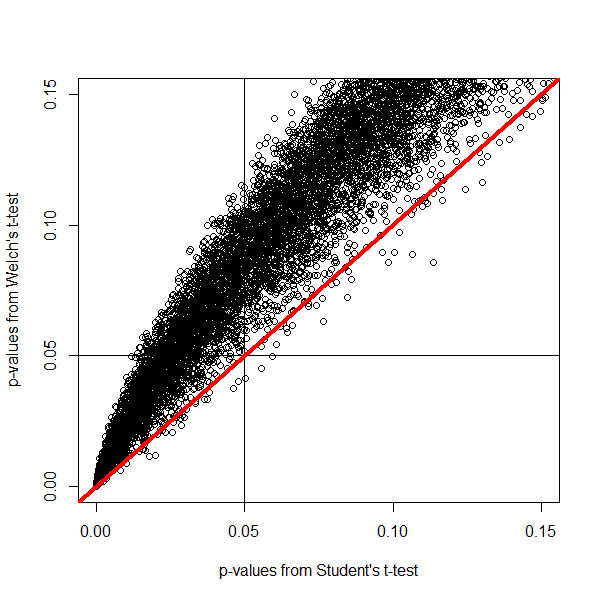 0.15
0.10
0.05
0.00
p-values from Welch's t-test
0.00 0.05 0.10 0.15
p-values from Student's t-test